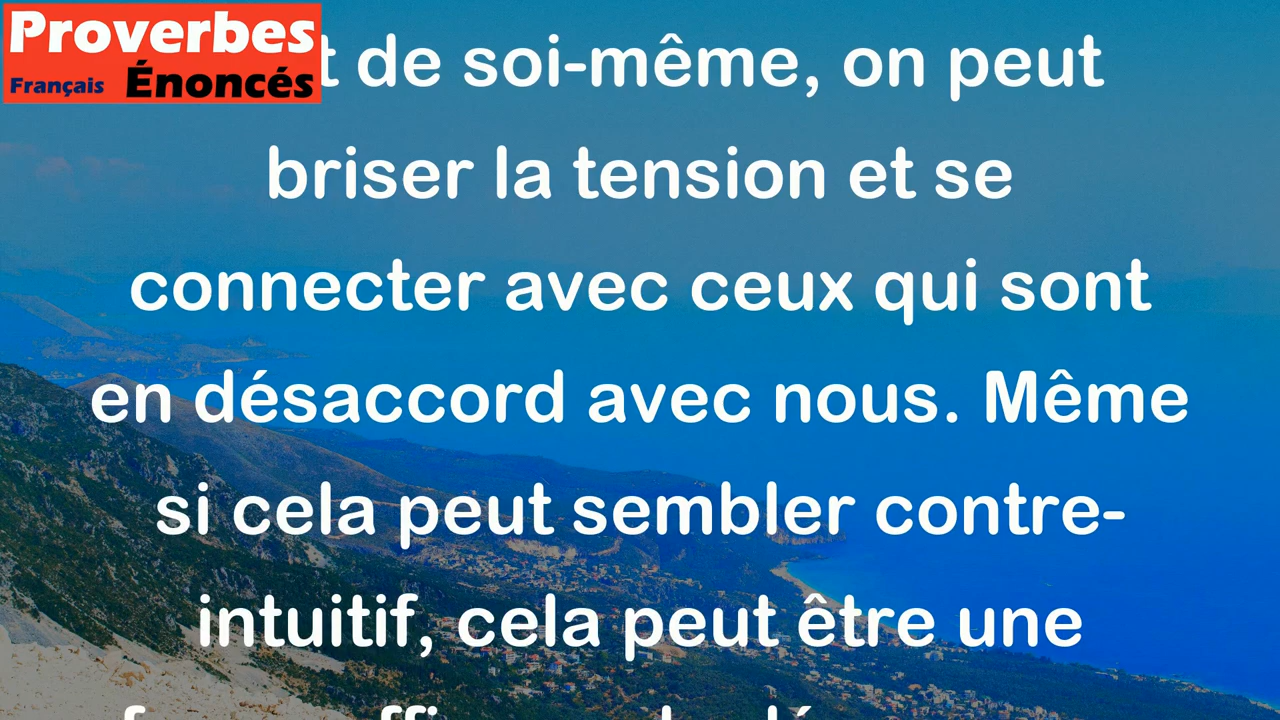 Proverbes
Français Énoncés
de soi-même, on peut
briser la tension et se
connecter avec ceux qui sont
en désaccord avec nous. Même
si cela peut sembler contre-
intuitif, cela peut être une